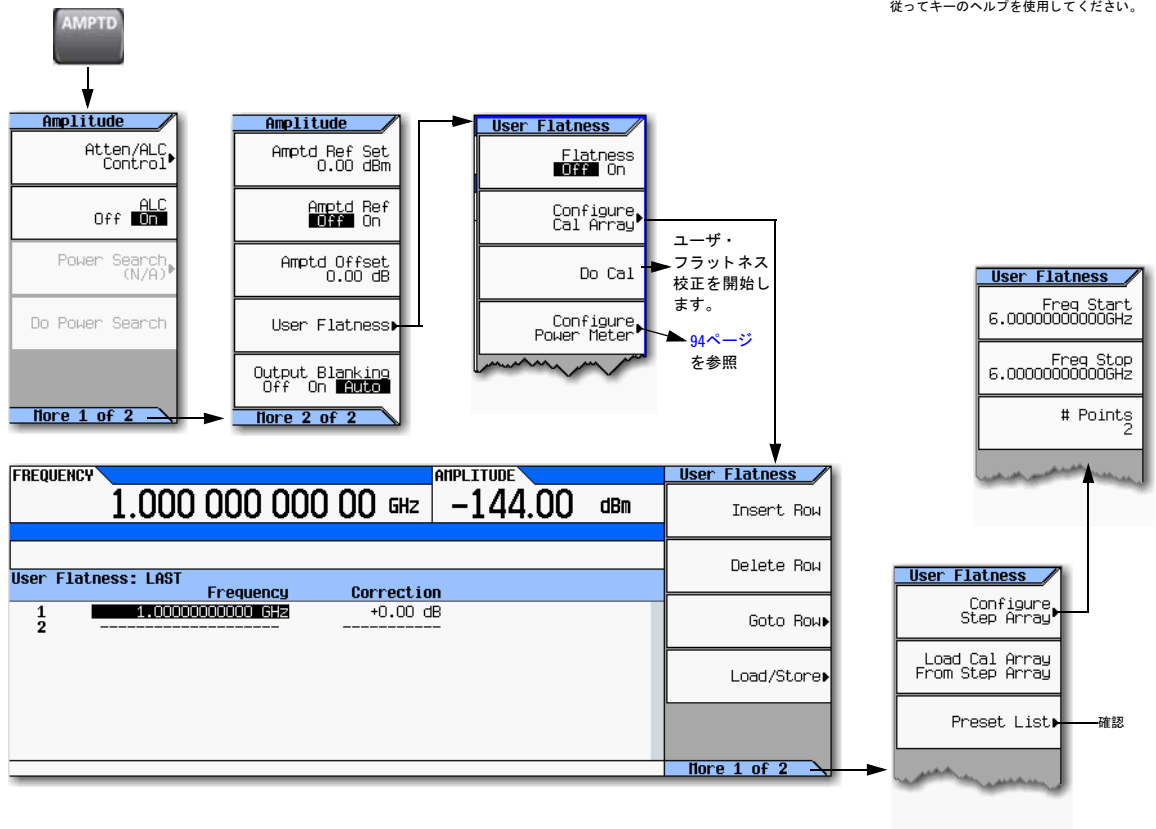 従ってキーのヘルプを使用してください。
AMPTD
Amplitude
Atten/ALC
Control
ALC
Off On
Power Search
(N/A)
Do Power Search
More 1 of 2
Amplitude
Amptd Ref Set
0.00 dBm
Amptd Ref
Off On
Amptd Offset
0.00 dB
User Flatness
Output Blanking
Off On Auto
More 2 of 2
User Flatness
Flatness
Off On
Configure
Cal Array
Do Cal
Configure
Power Meter
ユーザ・
フラットネス
校正を開始し
ます。
94ページ
を参照
User Flatness
Freq Start
6.00000000000GHz
Freq Stop
6.00000000000GHz
# Points
2
FREQUENCY
1.000 000 000 00 GHz
AMPLITUDE
-144.00 dBm
User Flatness: LAST
Frequency Correction
1 1.00000000000 GHz +0.00 dB
2 -------------------- -----------
User Flatness
Insert Row
Delete Row
Goto Row
Load/Store
More 1 of 2
User Flatness
Configure
Step Array
Load Cal Array
From Step Array
Preset List
確認